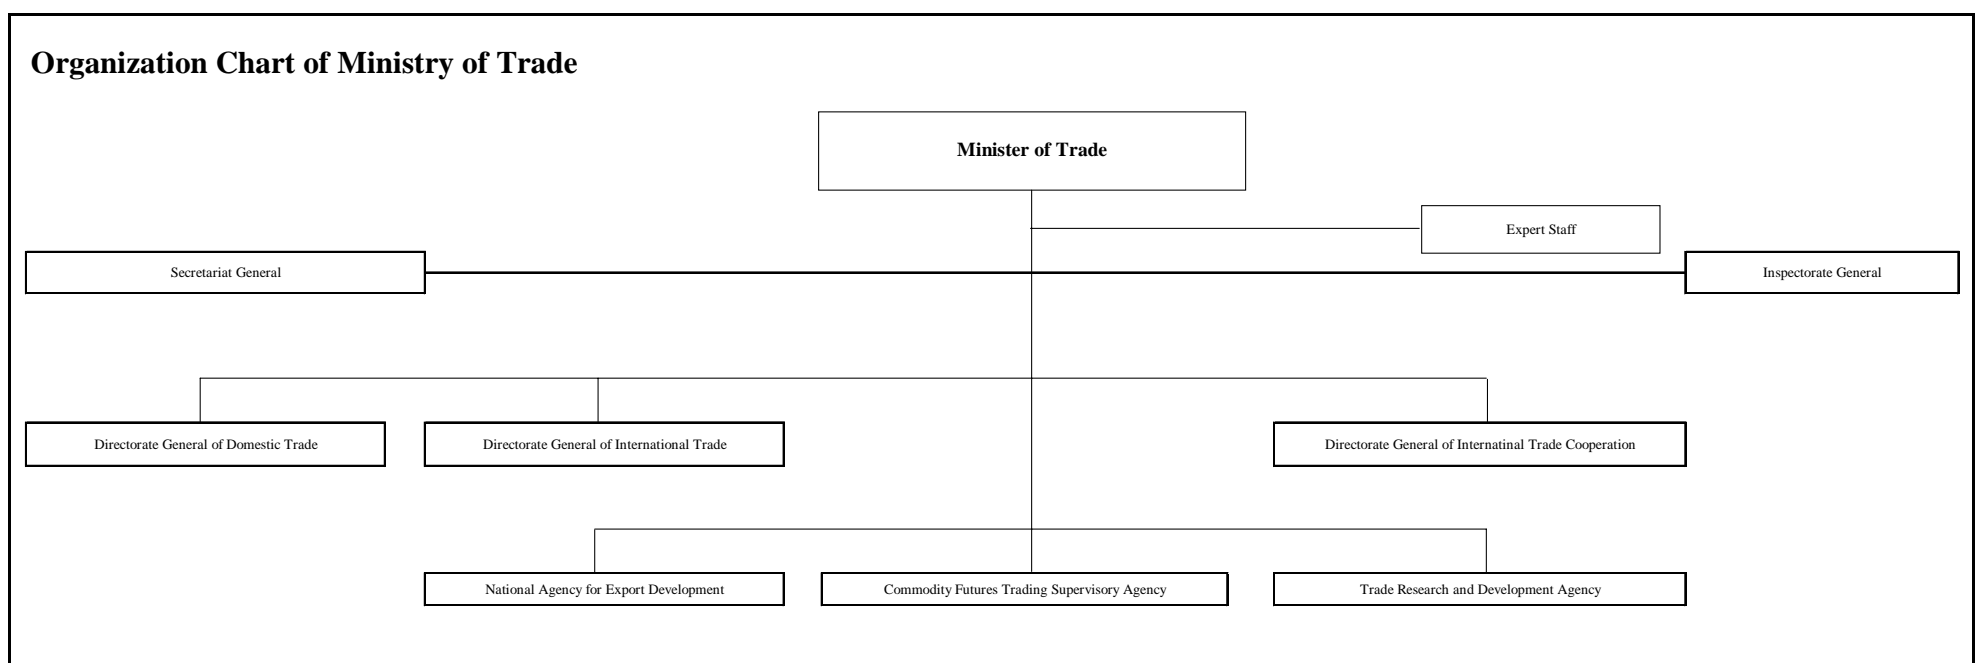 Organization Chart of Ministry of Trade
Minister of Trade
Expert Staff
Secretariat General
Inspectorate General
Directorate General of Domestic Trade
Directorate General of International Trade
Directorate General of Internatinal Trade Cooperation
National Agency for Export Development
Commodity Futures Trading Supervisory Agency
Trade Research and Development Agency